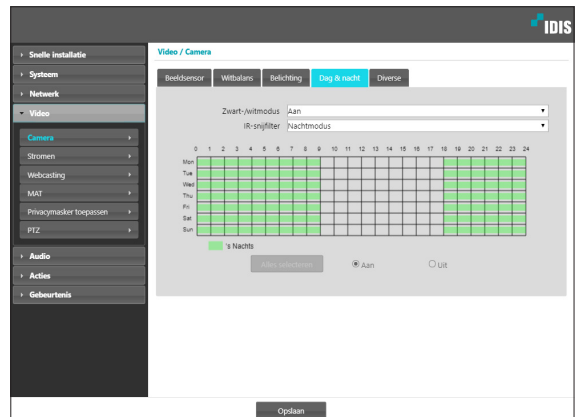 IDIS
Snelle installatie
Systeem
Netwerk
Video
Camera
Stromen
Webcasting
MAT
Privacymasker toepassen
PTZ
Audio
Acties
Gebeurtenis
Video / Camera
Beeldsensor Witbalans Belichting Dag & nacht Diverse
Zwart-/witmodus Aan
IR-snijfilter Nachtmodus
0 1 2 3 4 5 6 7 8 9 10 11 12 13 14 15 16 17 18 19 20 21 22 23 24
Mon
Tue
Wed
Thu
Fri
Sat
Sun
's Nachts
Alles selecteren Aan Uit
Opslaan